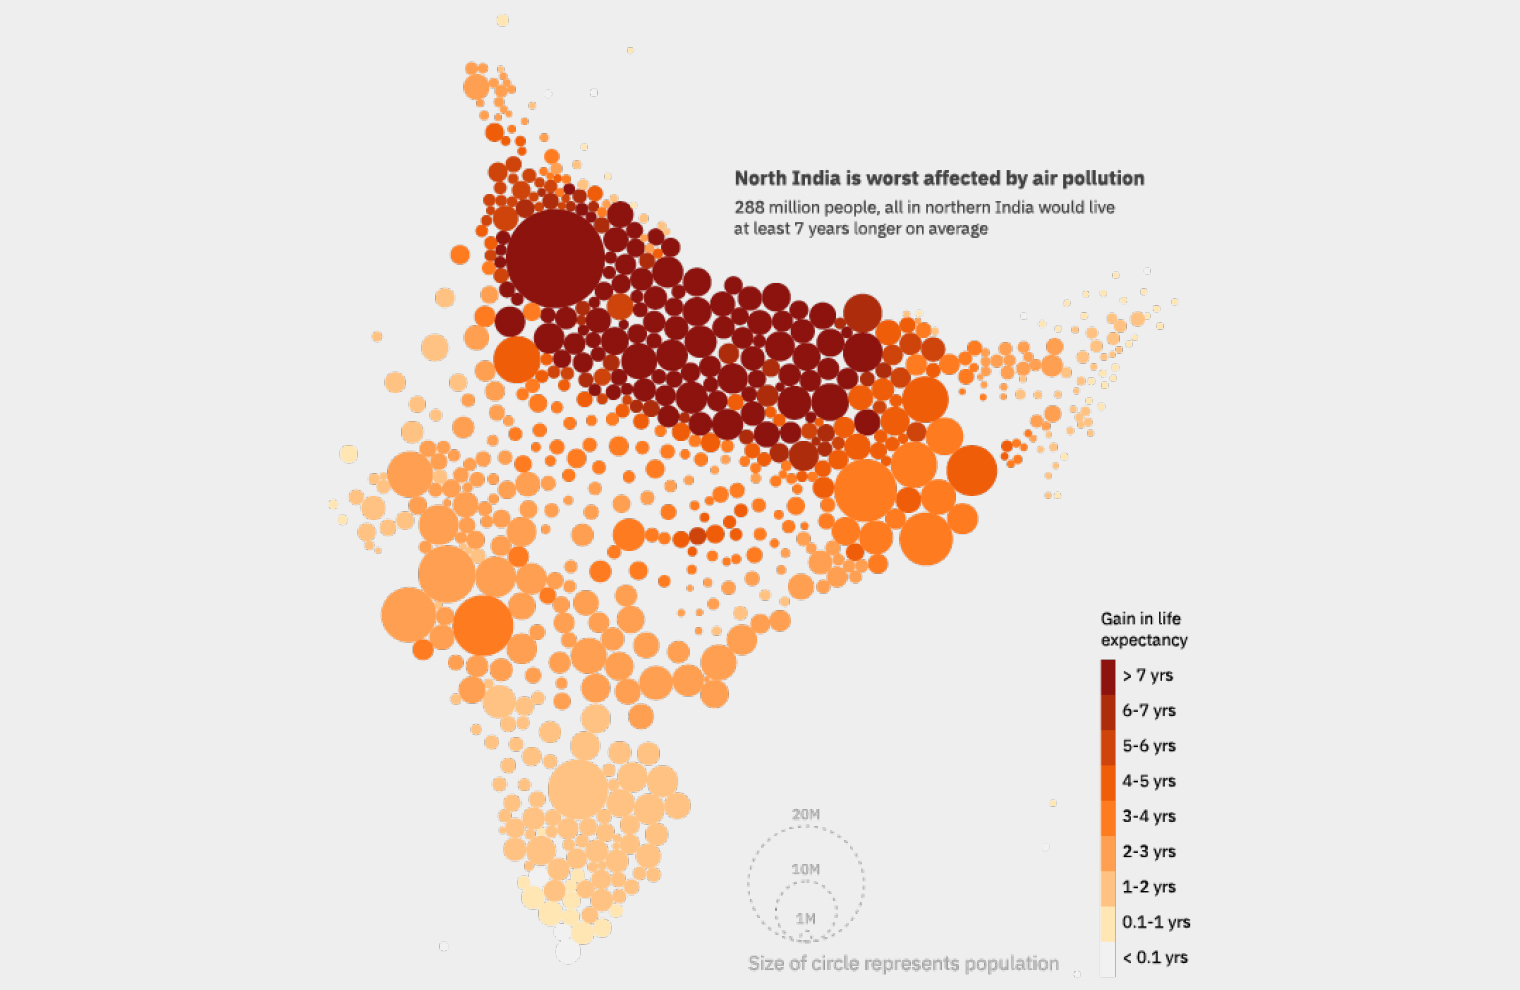 North India is worst affected by air pollution
288 million people, all in northern India would live
at least 7 years longer on average
Gain in life
expectancy
> 7 yrs
6-7 yrs
5-6 yrs
4-5 yrs
3-4 yrs
2-3 yrs
1-2 yrs
0.1-1 yrs
< 0.1 yrs
20M
10M
1M
Size of circle represents population